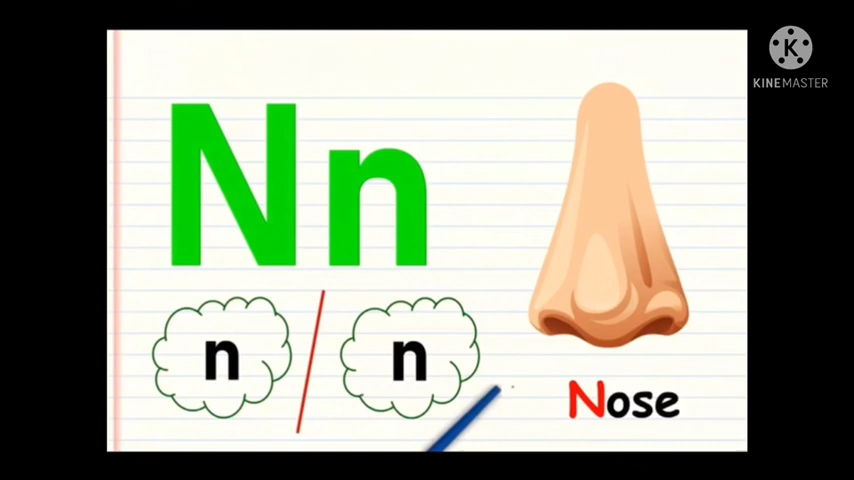 Nn
n / n
Nose
K
KINEMASTER